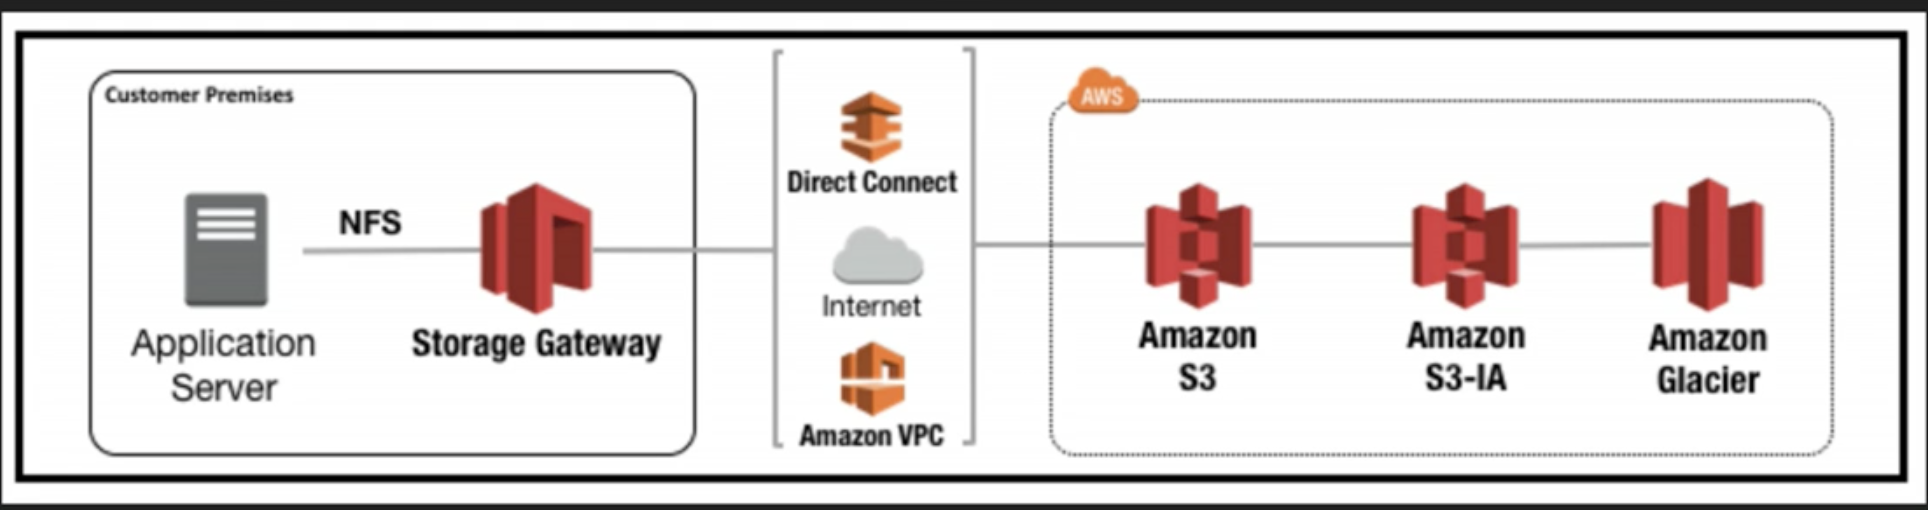 Customer Premises
NFS
Application
Server
Storage Gateway
Direct Connect
Internet
Amazon VPC
AWS
Amazon
S3
Amazon
S3-IA
Amazon
Glacier